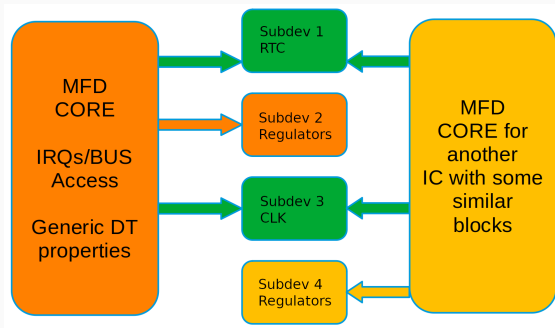 MFD
CORE
IRQs/BUS
Access
Generic DT
properties
Subdev 1
RTC
Subdev 2
Regulators
Subdev 3
CLK
Subdev 4
Regulators
MFD
CORE for
another
IC with some
similar
blocks